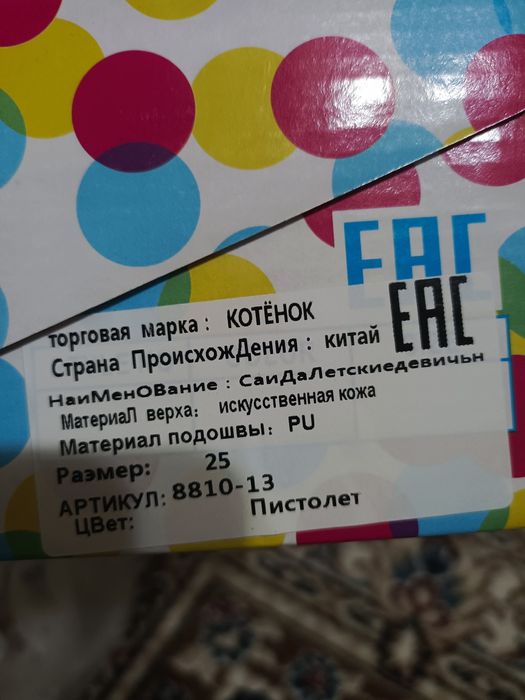 EAC
EAC
торговая марка: КОТЁНОК
Страна ПроисхожДения: китай
НаиМенОВание: СаиДаЛетскиедевичьн
МатериаЛ верха: искусственная кожа
Материал подошвы: PU
Размер: 25
АРТИКУЛ: 8810-13
ЦВет: Пистолет